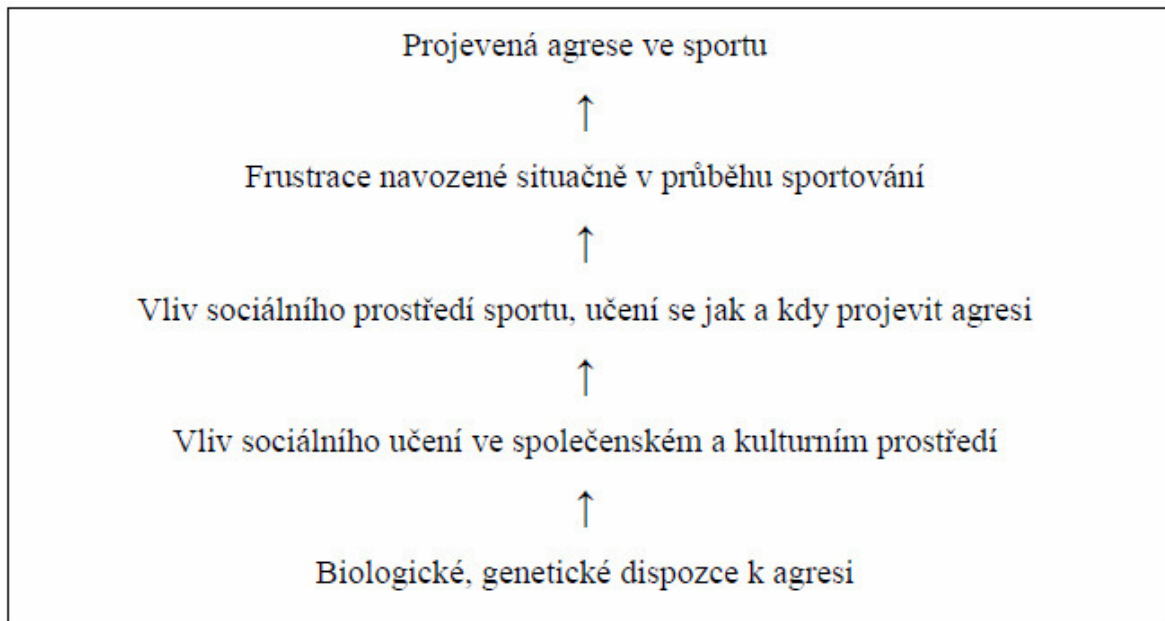 Projevená agrese ve sportu
↑
Frustrace navozené situačně v průběhu sportování
↑
Vliv sociálního prostředí sportu, učení se jak a kdy projevit agresi
↑
Vliv sociálního učení ve společenském a kulturním prostředí
↑
Biologické, genetické dispozce k agresi